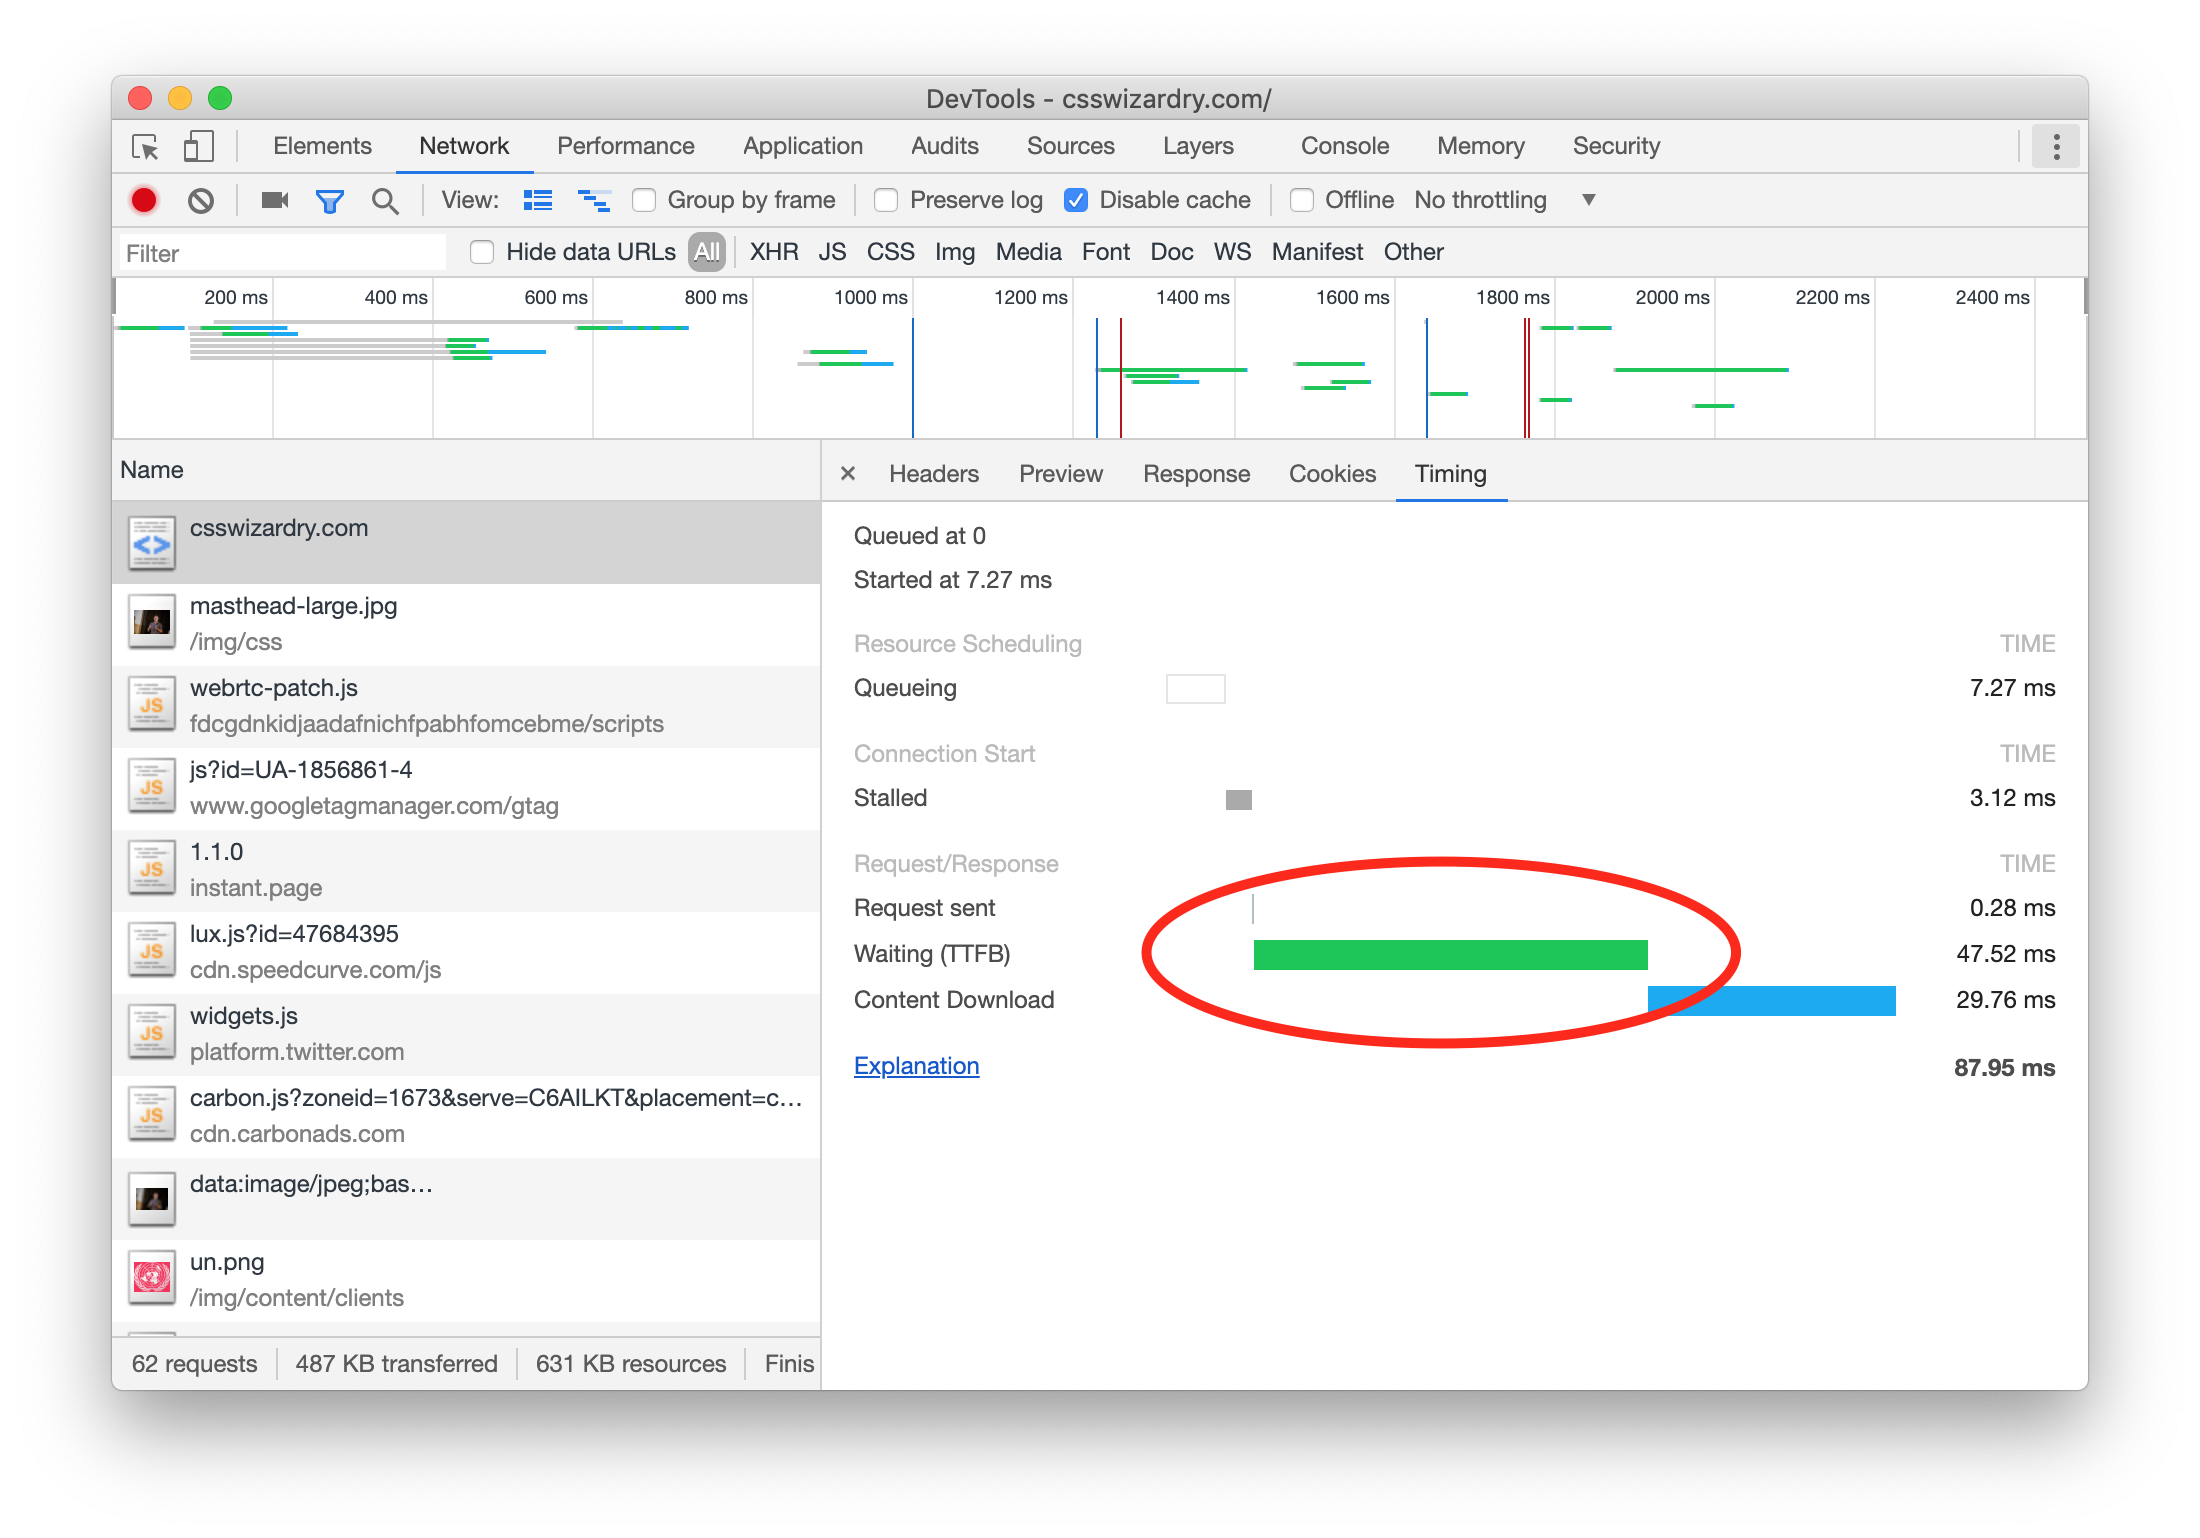 DevTools - csswizardry.com/
Elements Network Performance Application Audits Sources Layers Console Memory Security
View: Group by frame Preserve log Disable cache Offline No throttling
Filter Hide data URLs All XHR JS CSS Img Media Font Doc WS Manifest Other
200 ms 400 ms 600 ms 800 ms 1000 ms 1200 ms 1400 ms 1600 ms 1800 ms 2000 ms 2200 ms 2400 ms
Name
csswizardry.com
masthead-large.jpg
/img/css
JS
webrtc-patch.js
fdcgdnkidjaadafnichfpabhfomcebme/scripts
JS
js?id=UA-1856861-4
www.googletagmanager.com/gtag
JS
1.1.0
instant.page
JS
lux.js?id=47684395
cdn.speedcurve.com/js
JS
widgets.js
platform.twitter.com
JS
carbon.js?zoneid=1673&serve=C6AILKT&placement=c…
cdn.carbonads.com
data:image/jpeg;bas…
un.png
/img/content/clients
62 requests 487 KB transferred 631 KB resources Finis
× Headers Preview Response Cookies Timing
Queued at 0
Started at 7.27 ms
Resource Scheduling TIME
Queueing 7.27 ms
Connection Start TIME
Stalled 3.12 ms
Request/Response TIME
Request sent 0.28 ms
Waiting (TTFB) 47.52 ms
Content Download 29.76 ms
Explanation 87.95 ms